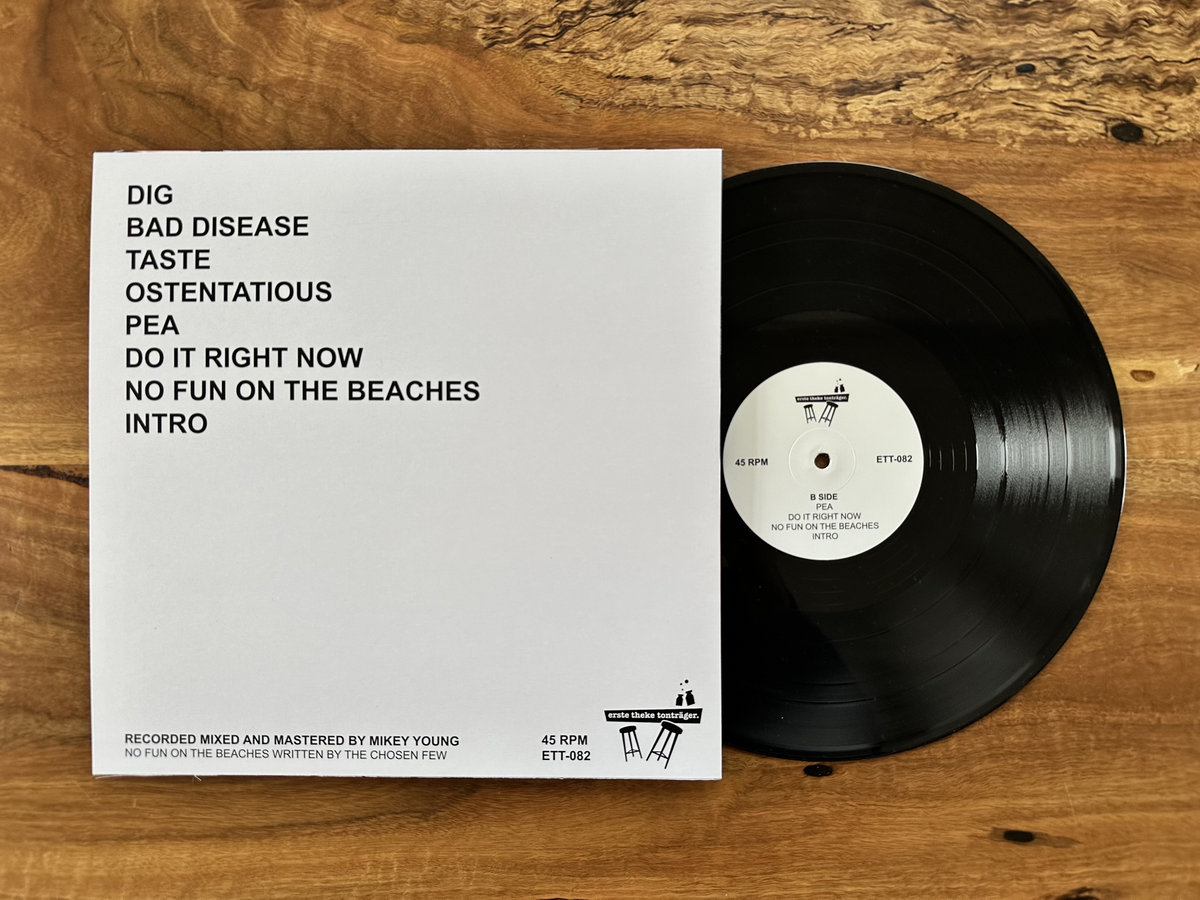 DIG
BAD DISEASE
TASTE
OSTENTATIOUS
PEA
DO IT RIGHT NOW
NO FUN ON THE BEACHES
INTRO
RECORDED MIXED AND MASTERED BY MIKEY YOUNG
NO FUN ON THE BEACHES WRITTEN BY THE CHOSEN FEW
45 RPM
ETT-082
erste theke tonträger.
erste theke tonträger.
45 RPM
ETT-082
B SIDE
PEA
DO IT RIGHT NOW
NO FUN ON THE BEACHES
INTRO